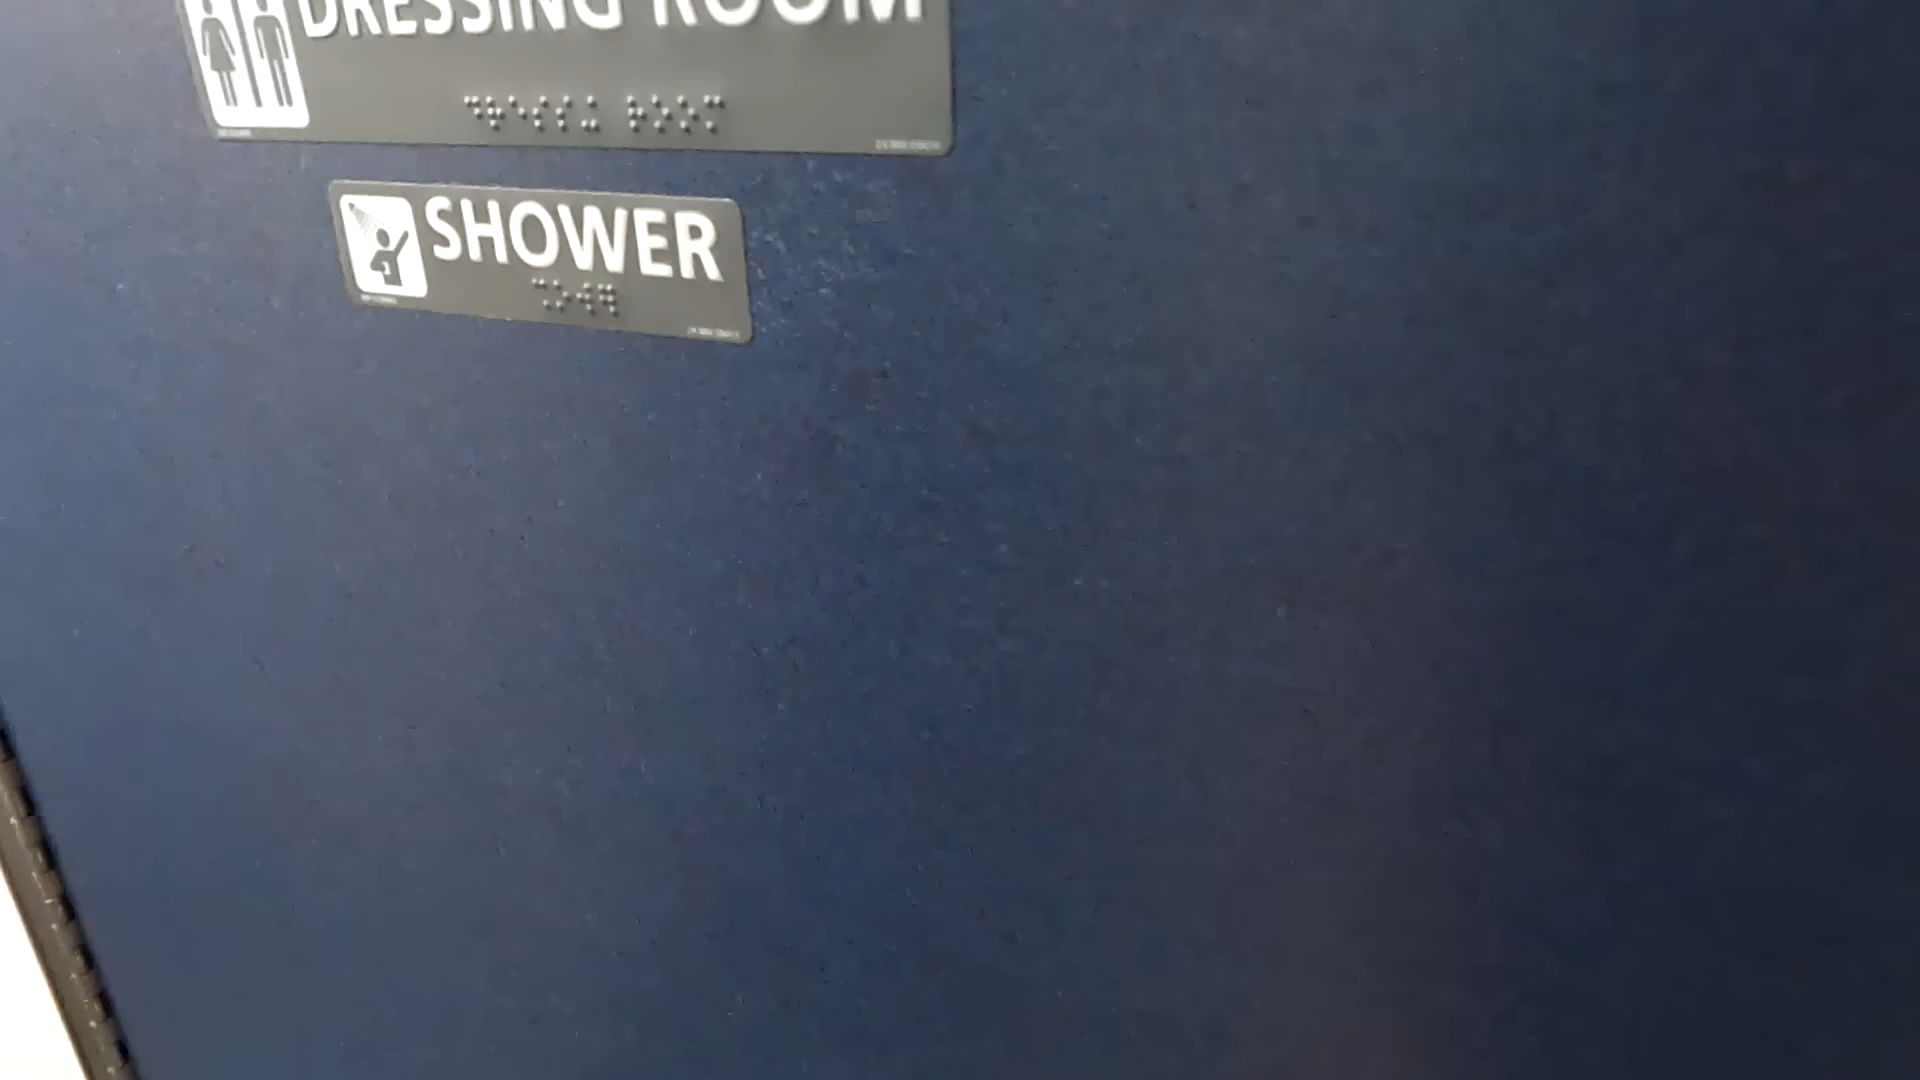 DRESSING ROOM
⠙⠗⠑⠎⠎⠬ ⠗⠕⠕⠍
SHOWER
⠩⠕⠺⠻